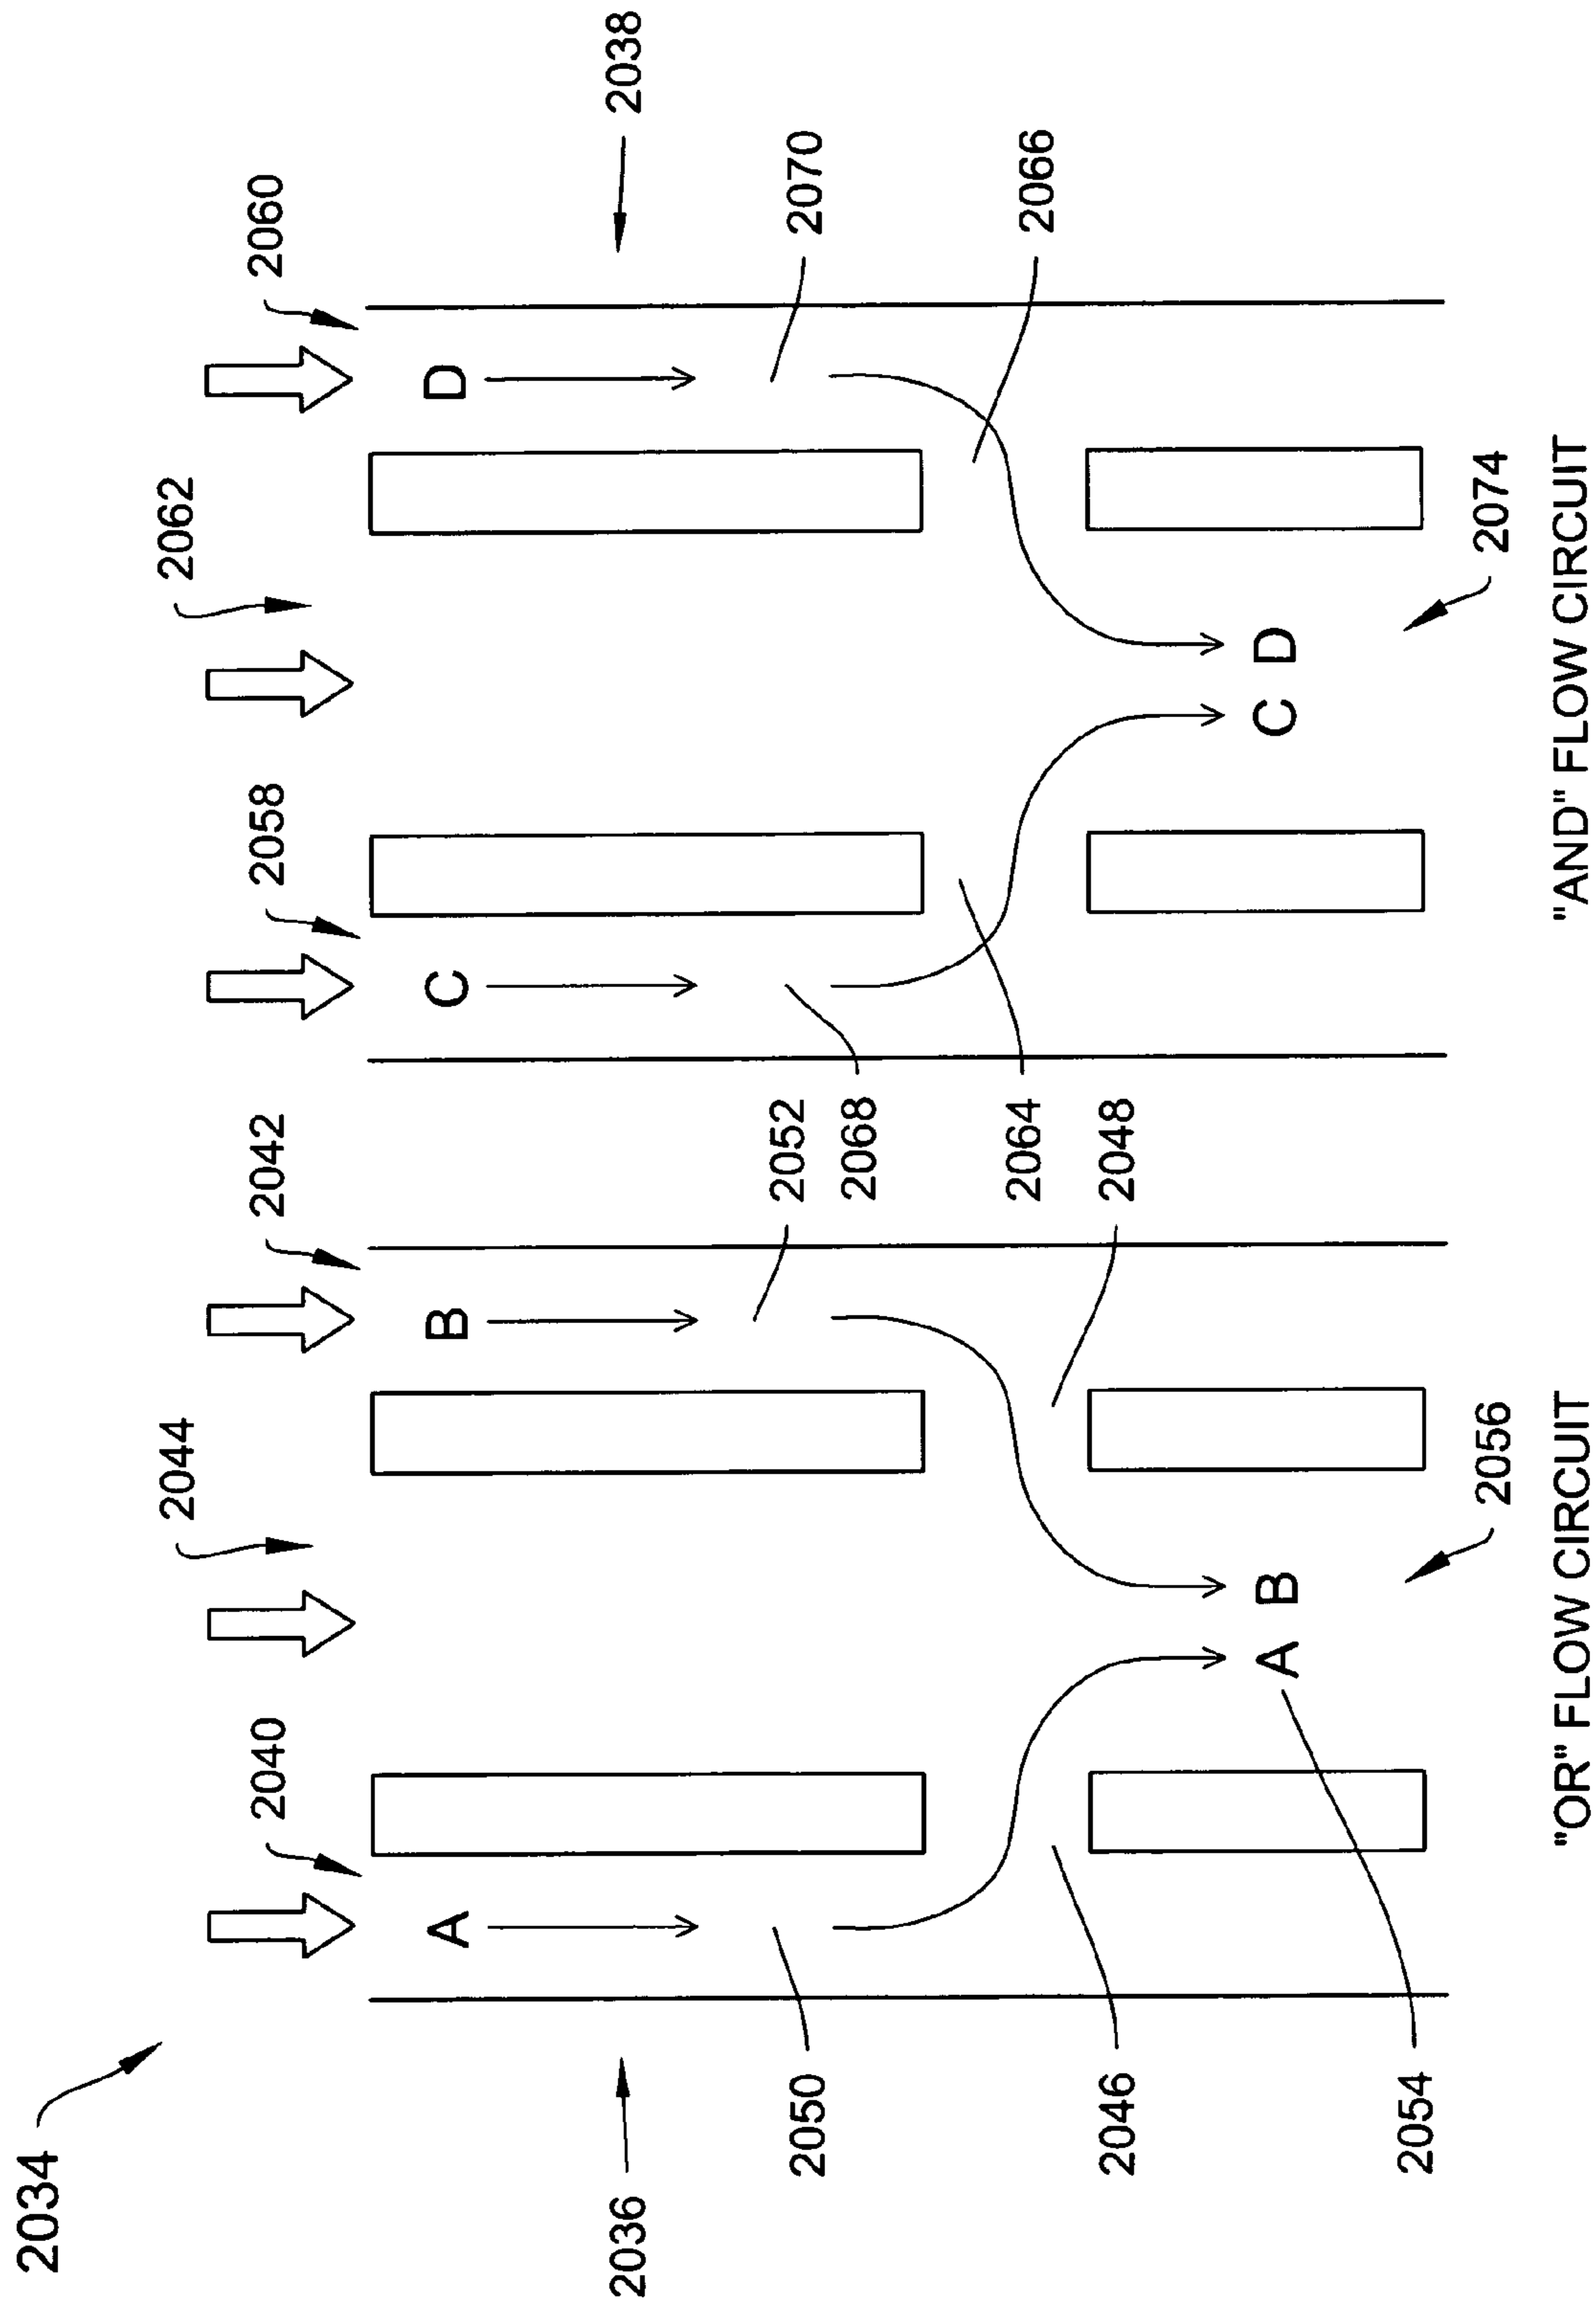 2034
2044
2062
2040
2042
2058
2060
A
B
C
D
2036
2038
2050
2052
2070
2068
2064
2066
2046
2048
A B
C D
2054
2056
2074
"OR" FLOW CIRCUIT
"AND" FLOW CIRCUIT